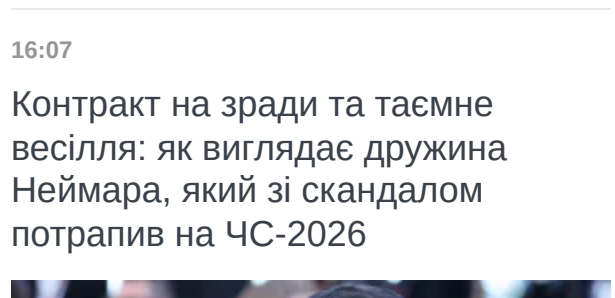 16:07
Контракт на зради та таємне
весілля: як виглядає дружина
Неймара, який зі скандалом
потрапив на ЧС-2026